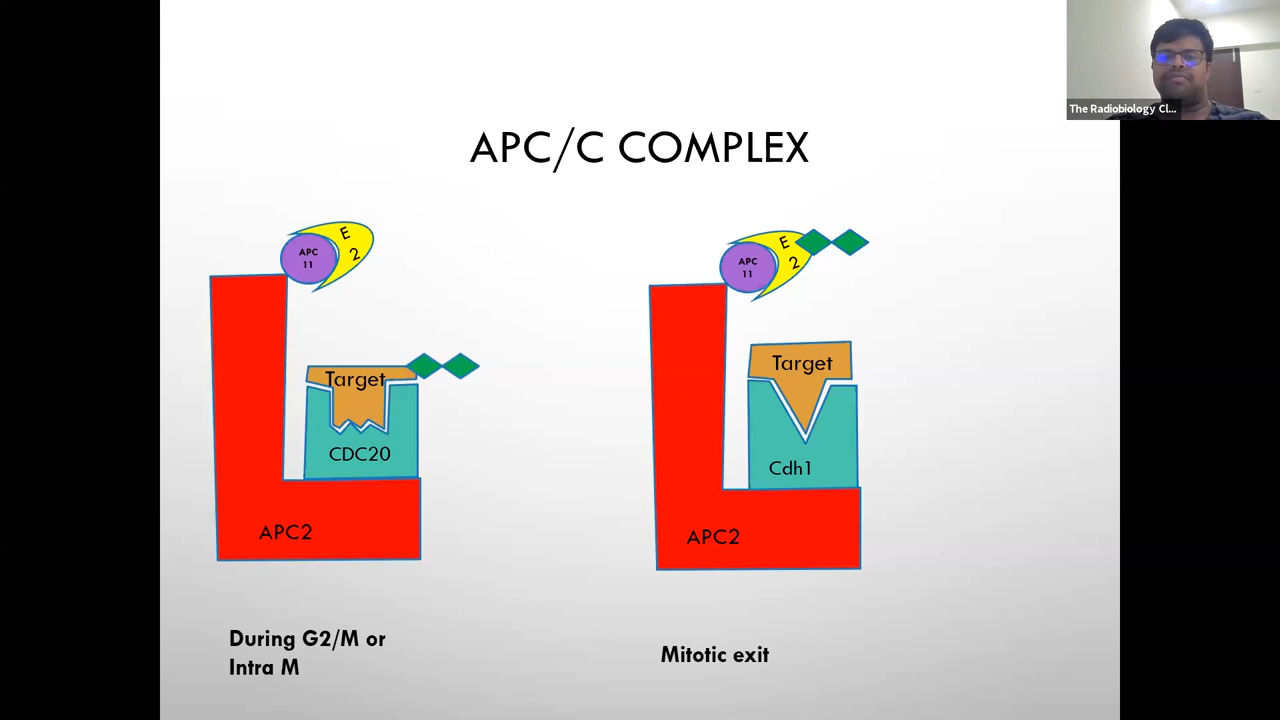 The Radiobiology Cl...
APC/C COMPLEX
E
2
APC
11
Target
CDC20
APC2
During G2/M or
Intra M
E
2
APC
11
Target
Cdh1
APC2
Mitotic exit